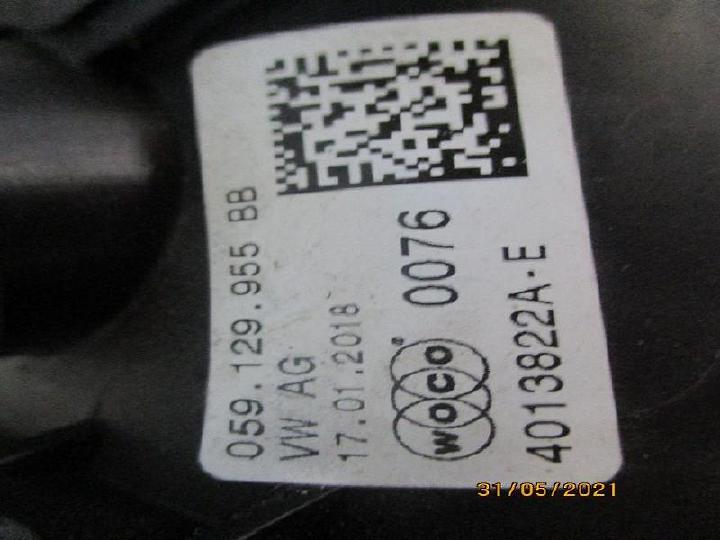 059.129.955 BB
VW AG
17.01.2018
WOCO® 0076
4013822A-E
31/05/2021